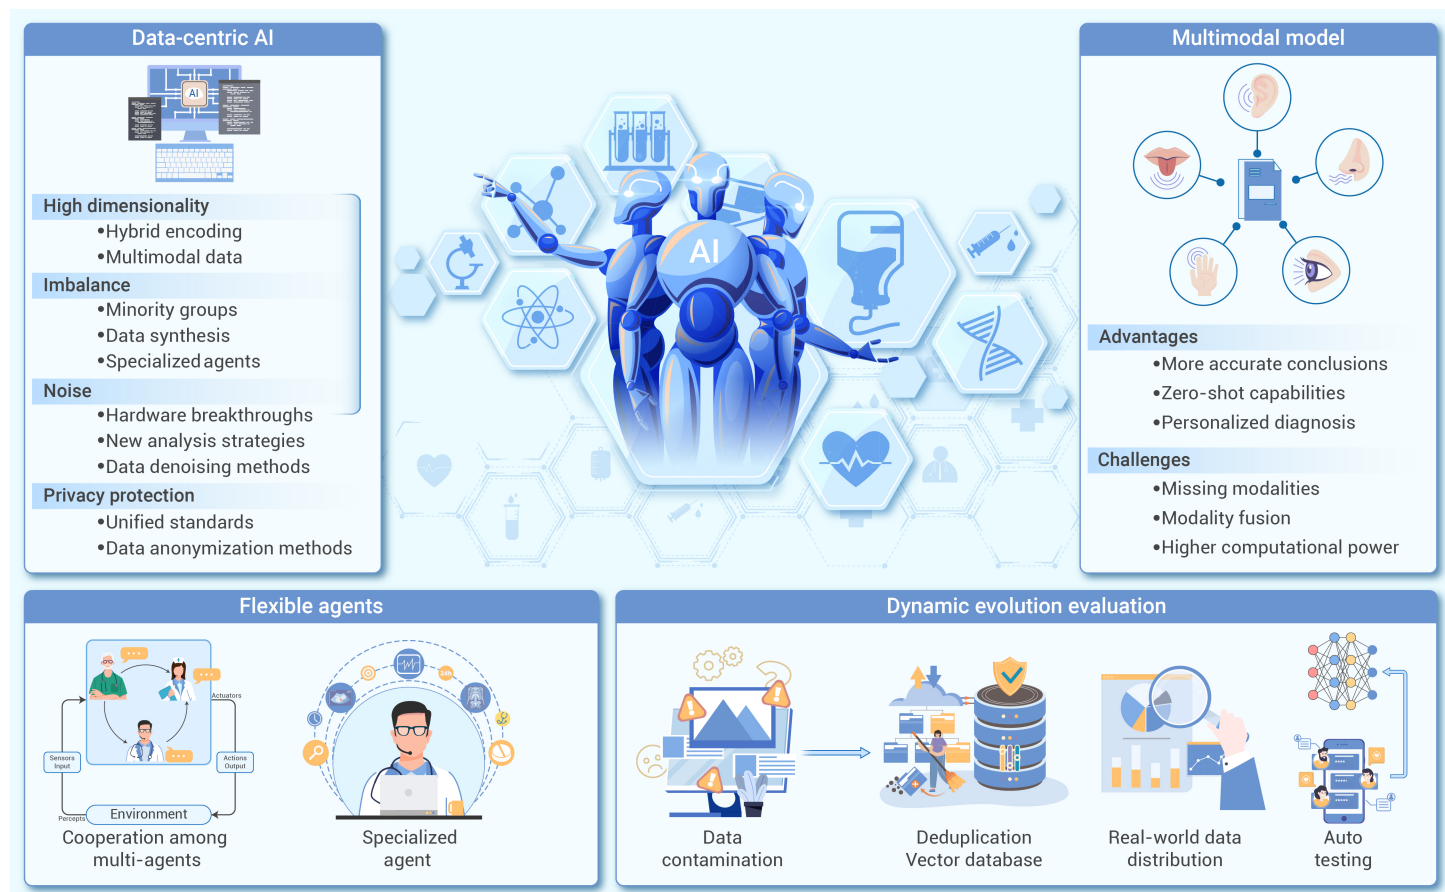 Data-centric AI
AI
High dimensionality
•Hybrid encoding
•Multimodal data
Imbalance
•Minority groups
•Data synthesis
•Specialized agents
Noise
•Hardware breakthroughs
•New analysis strategies
•Data denoising methods
Privacy protection
•Unified standards
•Data anonymization methods
AI
Multimodal model
Advantages
•More accurate conclusions
•Zero-shot capabilities
•Personalized diagnosis
Challenges
•Missing modalities
•Modality fusion
•Higher computational power
Flexible agents
Actuators
Sensors
Input
Actions
Output
Percepts
Environment
Cooperation among
multi-agents
24h
Specialized
agent
Dynamic evolution evaluation
Data
contamination
Deduplication
Vector database
Real-world data
distribution
Auto
testing